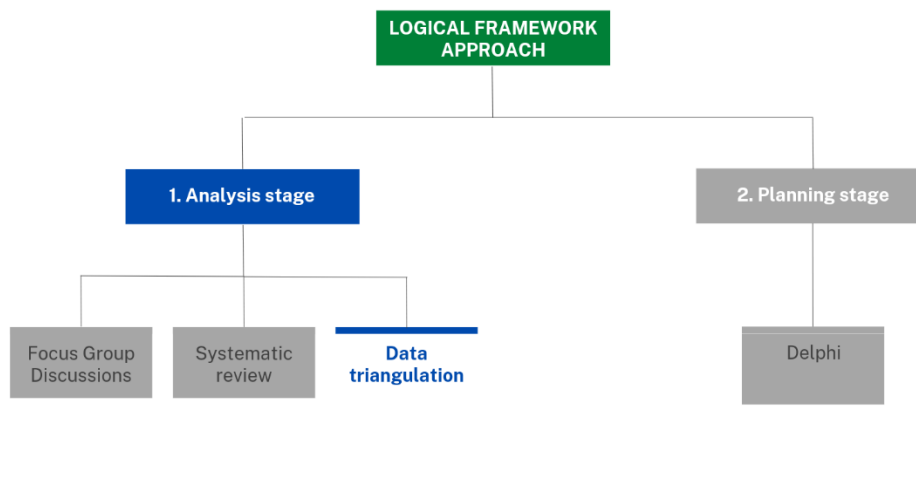 LOGICAL FRAMEWORK
APPROACH
1. Analysis stage
2. Planning stage
Focus Group
Discussions
Systematic
review
Data
triangulation
Delphi